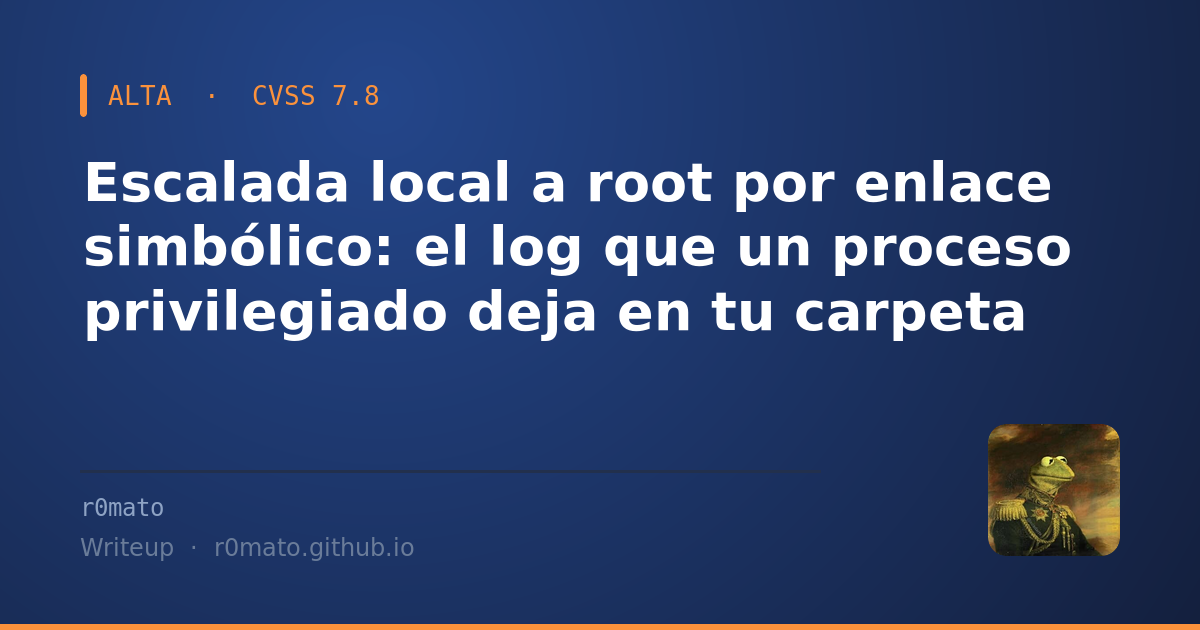 ALTA · CVSS 7.8
Escalada local a root por enlace
simbólico: el log que un proceso
privilegiado deja en tu carpeta
r0mato
Writeup · r0mato.github.io